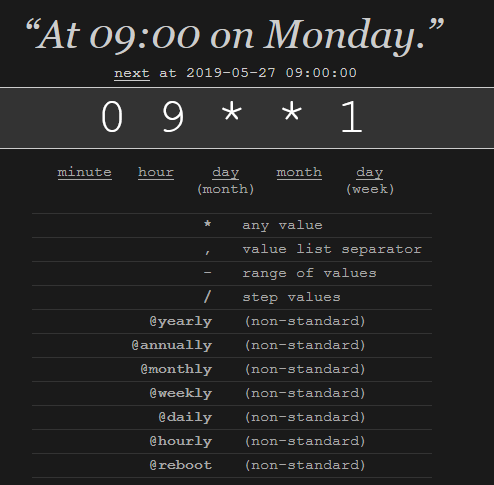 “At 09:00 on Monday.”
next at 2019-05-27 09:00:00
0 9 * * 1
minute hour day month day
(month) (week)
* any value
, value list separator
- range of values
/ step values
@yearly (non-standard)
@annually (non-standard)
@monthly (non-standard)
@weekly (non-standard)
@daily (non-standard)
@hourly (non-standard)
@reboot (non-standard)